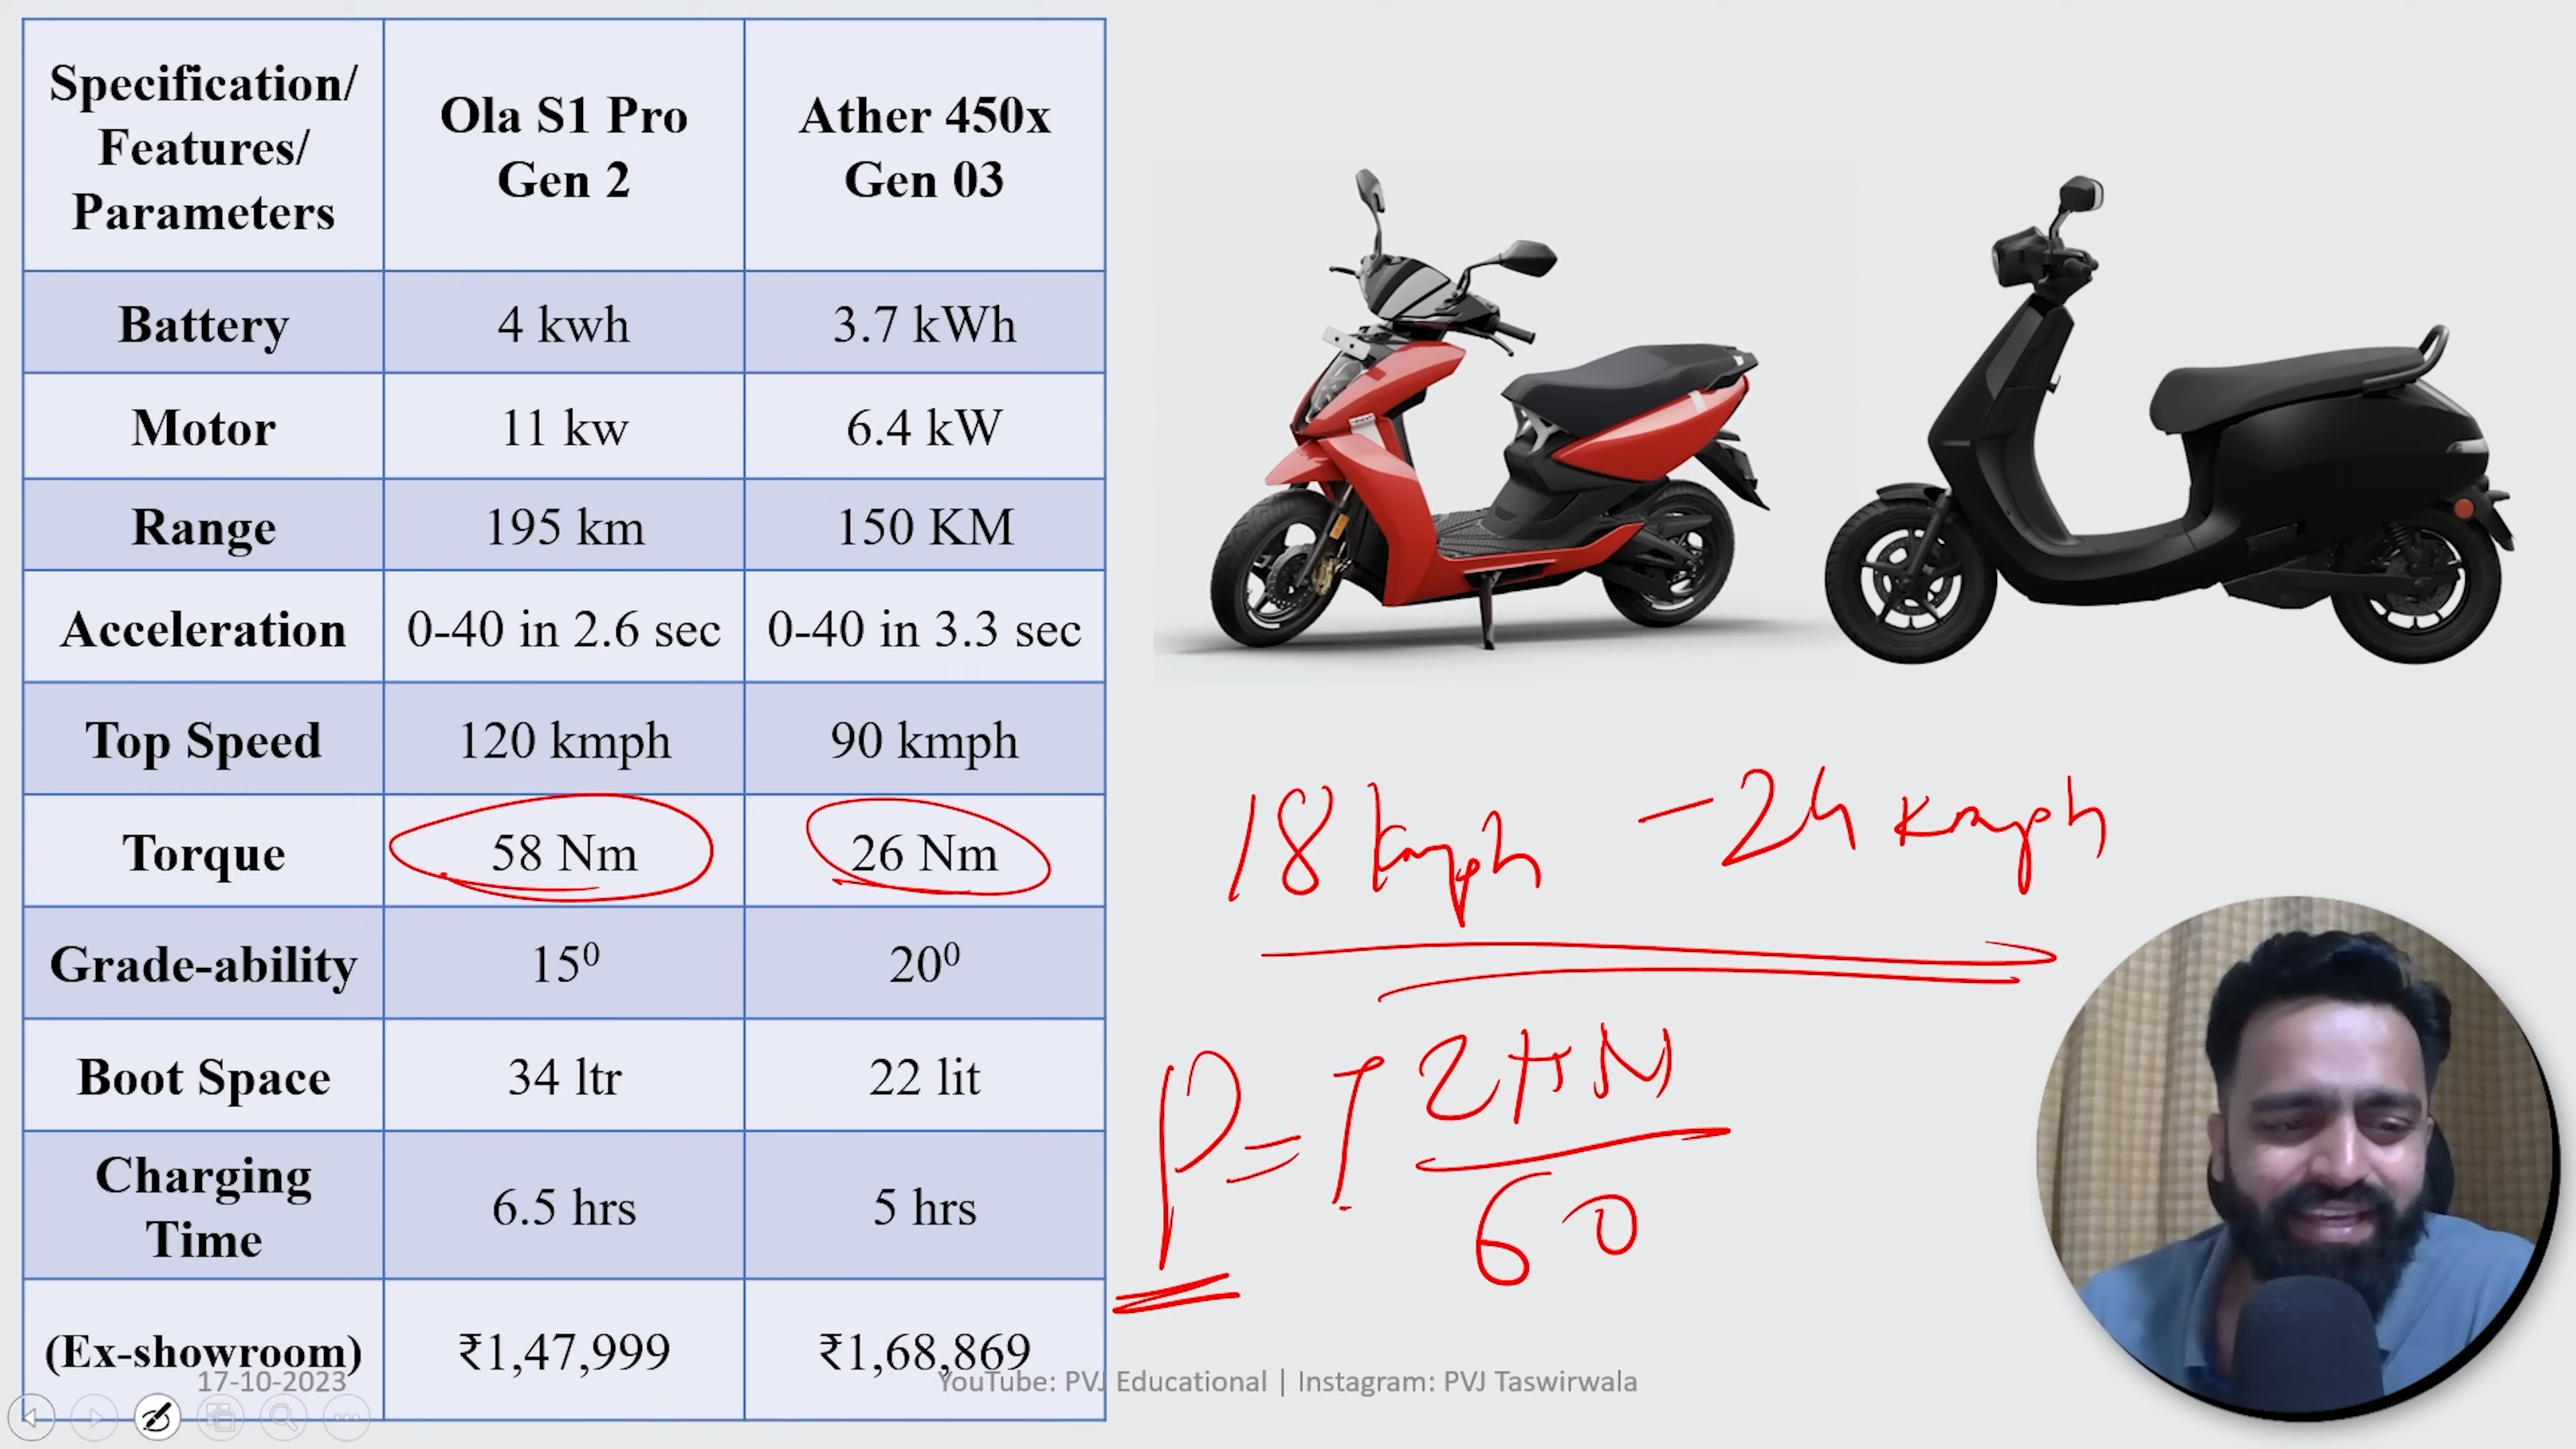 Specification/
Features/
Parameters
Ola S1 Pro
Gen 2
Ather 450x
Gen 03
Battery
4 kwh
3.7 kWh
Motor
11 kw
6.4 kW
Range
195 km
150 KM
Acceleration
0-40 in 2.6 sec
0-40 in 3.3 sec
Top Speed
120 kmph
90 kmph
Torque
58 Nm
26 Nm
Grade-ability
15⁰
20⁰
Boot Space
34 ltr
22 lit
Charging
Time
6.5 hrs
5 hrs
(Ex-showroom)
₹1,47,999
₹1,68,869
18 kmph - 24 kmph
P = T 2πN
60
17-10-2023
YouTube: PVJ Educational | Instagram: PVJ Taswirwala